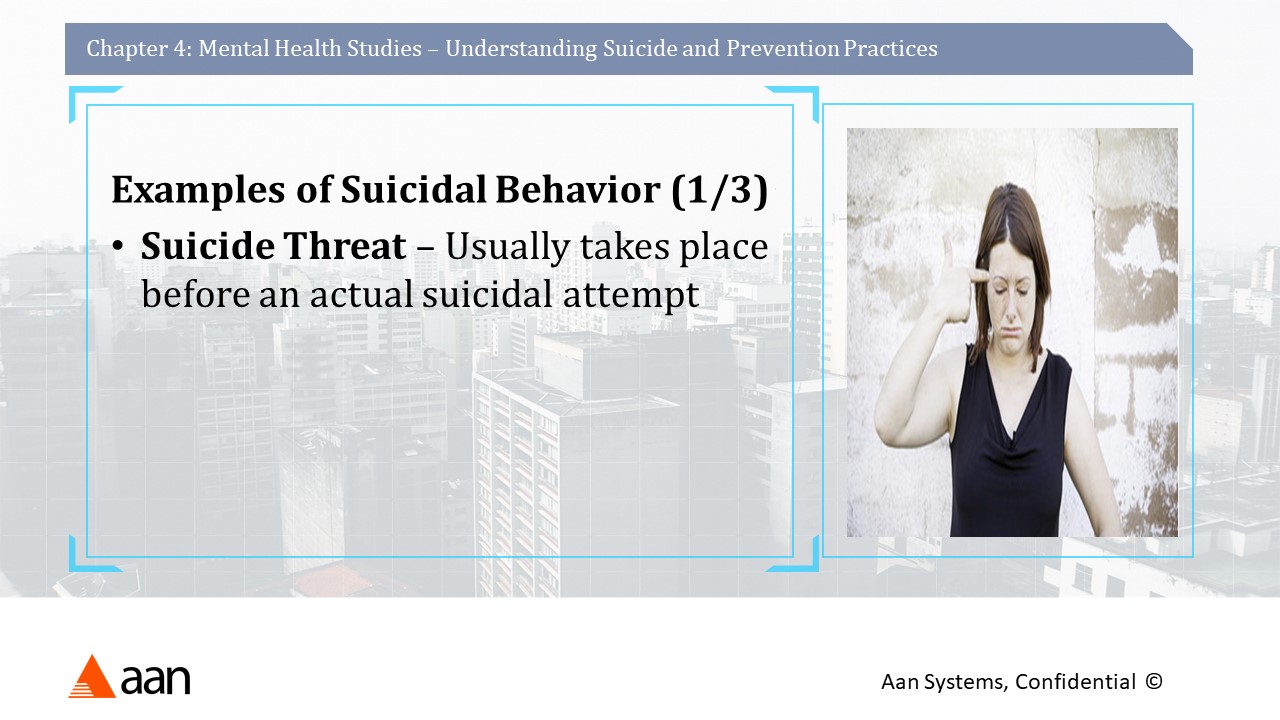 Chapter 4: Mental Health Studies – Understanding Suicide and Prevention Practices
Examples of Suicidal Behavior (1/3)
• Suicide Threat – Usually takes place
before an actual suicidal attempt
aan
Aan Systems, Confidential ©